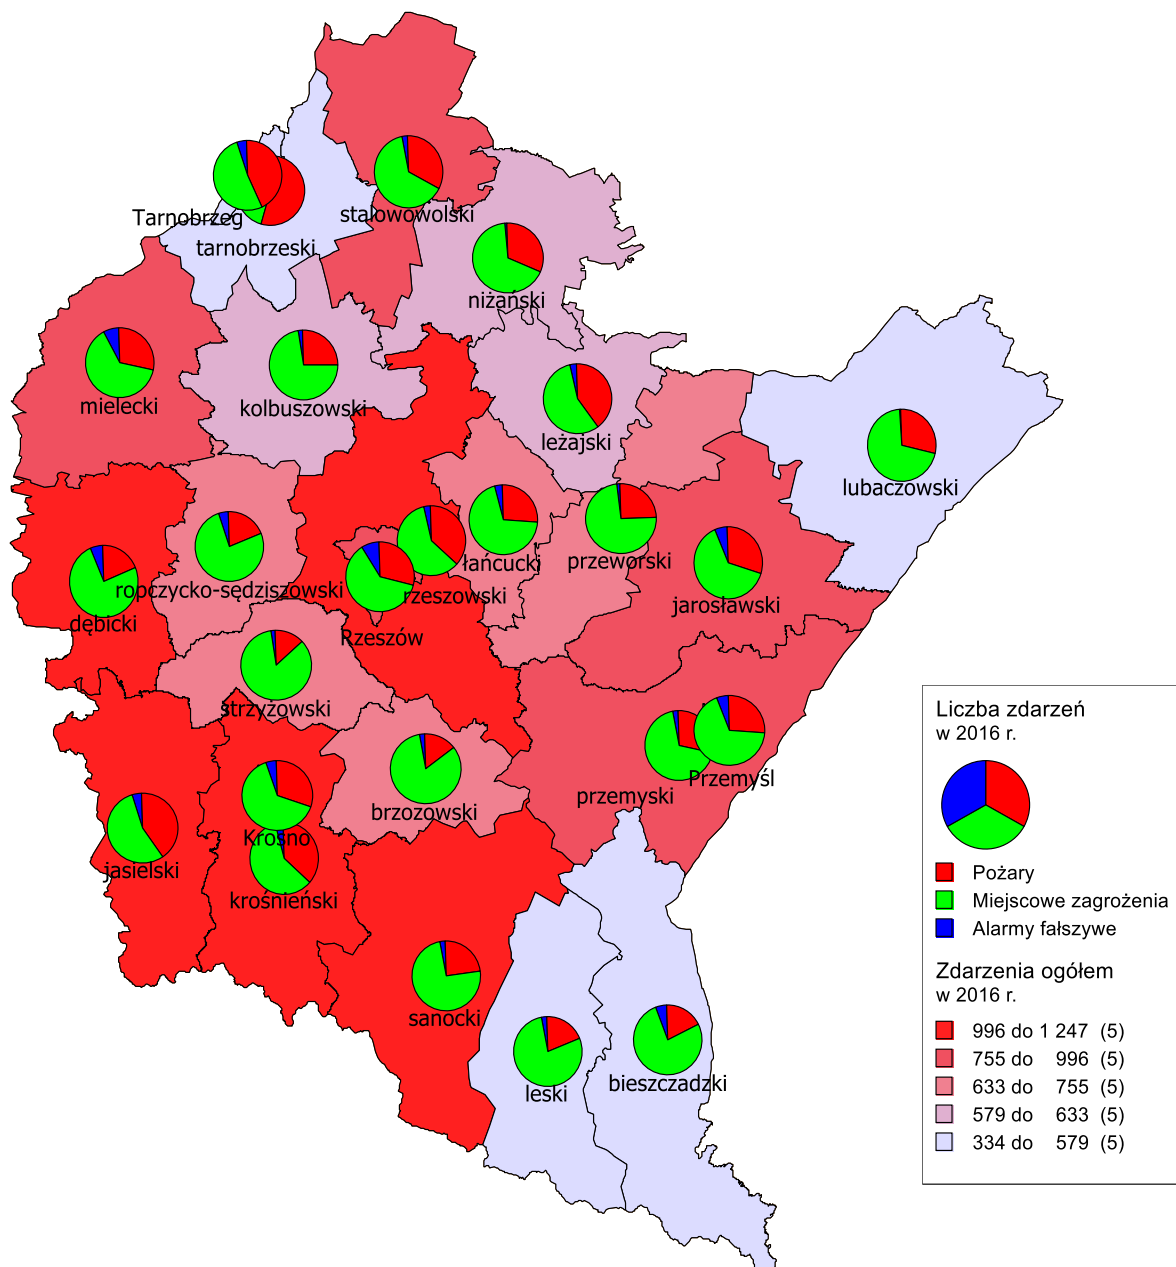 Tarnobrzeg
stalowowolski
tarnobrzeski
niżański
mielecki
kolbuszowski
leżajski
lubaczowski
łańcucki
przeworski
ropczycko-sędziszowski
rzeszowski
jarosławski
dębicki
Rzeszów
strzyżowski
Przemyśl
przemyski
brzozowski
Krosno
jasielski
krośnieński
sanocki
leski
bieszczadzki
Liczba zdarzeń
w 2016 r.
Pożary
Miejscowe zagrożenia
Alarmy fałszywe
Zdarzenia ogółem
w 2016 r.
996 do 1 247 (5)
755 do 996 (5)
633 do 755 (5)
579 do 633 (5)
334 do 579 (5)